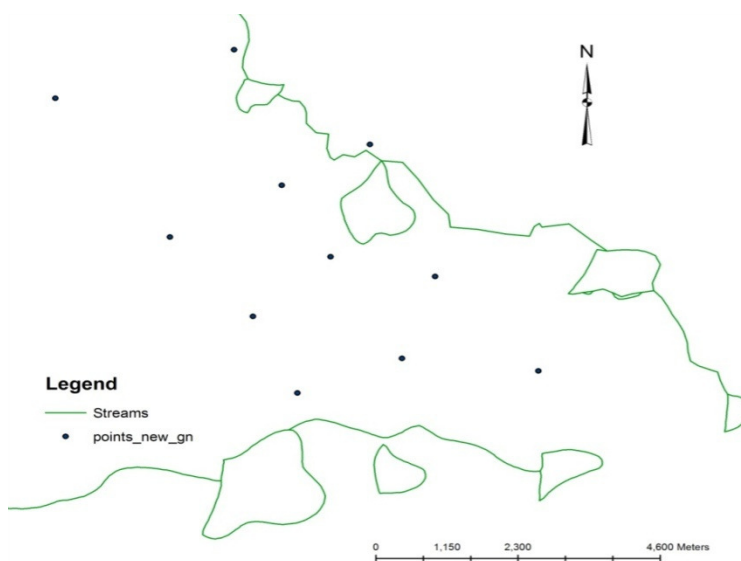 N
Legend
Streams
points_new_gn
0 1,150 2,300 4,600 Meters